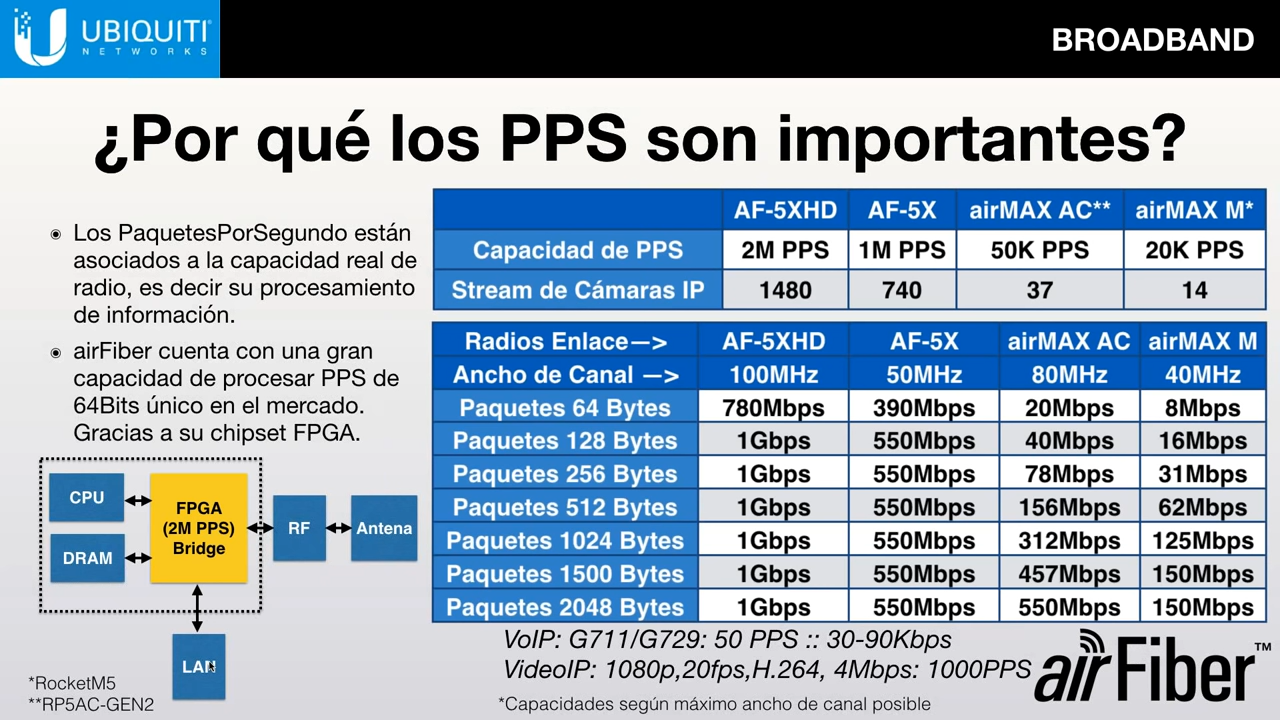 UBIQUITI
NETWORKS
BROADBAND
¿Por qué los PPS son importantes?
Los PaquetesPorSegundo están
asociados a la capacidad real de
radio, es decir su procesamiento
de información.
airFiber cuenta con una gran
capacidad de procesar PPS de
64Bits único en el mercado.
Gracias a su chipset FPGA.
AF-5XHD AF-5X airMAX AC** airMAX M*
Capacidad de PPS 2M PPS 1M PPS 50K PPS 20K PPS
Stream de Cámaras IP 1480 740 37 14
Radios Enlace—> AF-5XHD AF-5X airMAX AC airMAX M
Ancho de Canal —> 100MHz 50MHz 80MHz 40MHz
Paquetes 64 Bytes 780Mbps 390Mbps 20Mbps 8Mbps
Paquetes 128 Bytes 1Gbps 550Mbps 40Mbps 16Mbps
Paquetes 256 Bytes 1Gbps 550Mbps 78Mbps 31Mbps
Paquetes 512 Bytes 1Gbps 550Mbps 156Mbps 62Mbps
Paquetes 1024 Bytes 1Gbps 550Mbps 312Mbps 125Mbps
Paquetes 1500 Bytes 1Gbps 550Mbps 457Mbps 150Mbps
Paquetes 2048 Bytes 1Gbps 550Mbps 550Mbps 150Mbps
CPU
DRAM
FPGA
(2M PPS)
Bridge
RF
Antena
LAN
VoIP: G711/G729: 50 PPS :: 30-90Kbps
VideoIP: 1080p,20fps,H.264, 4Mbps: 1000PPS
airFiber™
*RocketM5
**RP5AC-GEN2
*Capacidades según máximo ancho de canal posible